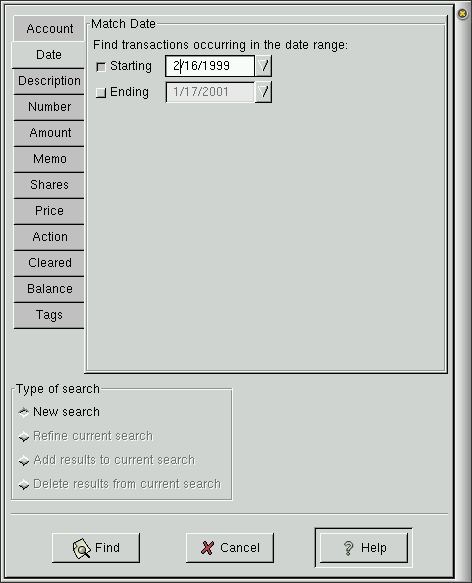 Account
Date
Description
Number
Amount
Memo
Shares
Price
Action
Cleared
Balance
Tags
Match Date
Find transactions occurring in the date range:
Starting 2/16/1999
Ending 1/17/2001
Type of search
New search
Refine current search
Add results to current search
Delete results from current search
Find Cancel Help